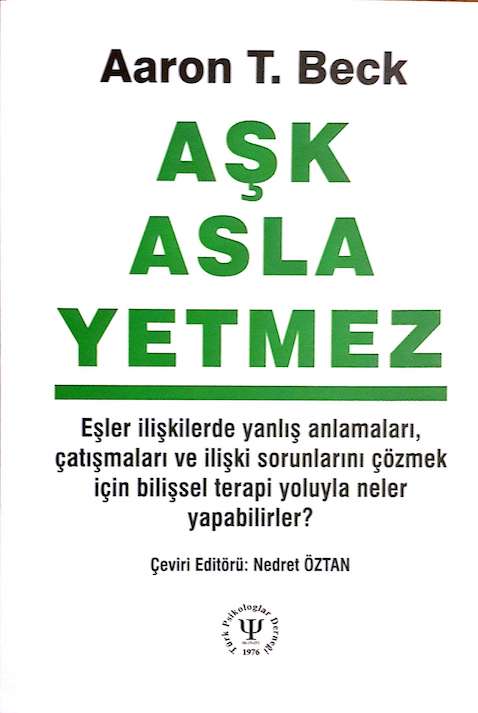 Aaron T. Beck
AŞK
ASLA
YETMEZ
Eşler ilişkilerde yanlış anlamaları,
çatışmaları ve ilişki sorunlarını çözmek
için bilişsel terapi yoluyla neler
yapabilirler?
Çeviri Editörü: Nedret ÖZTAN
Türk Psikologlar Derneği
Ψ
1976